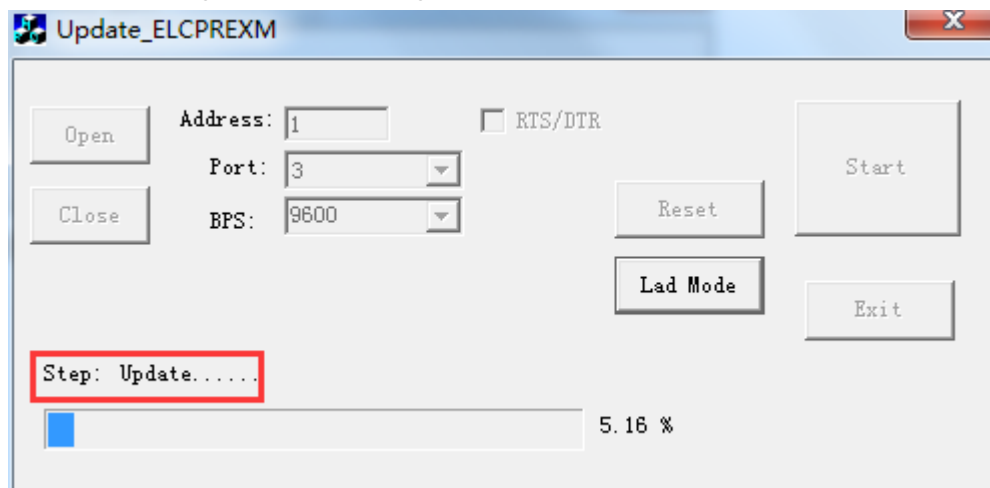 Update_ELCPREXM
Open
Address: 1
RTS/DTR
Port: 3
Start
Close
BPS: 9600
Reset
Lad Mode
Exit
Step: Update......
5.16 %